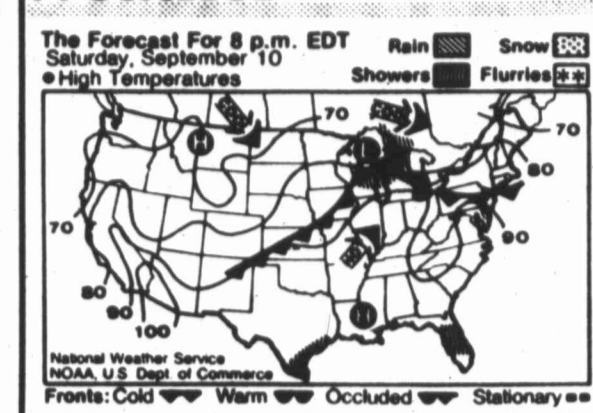 The Forecast For 8 p.m. EDT
Saturday, September 10
● High Temperatures
Rain Snow
Showers Flurries
70
70
80
90
70
80
90
100
H
L
H
National Weather Service
NOAA, U.S. Dept. of Commerce
Fronts: Cold Warm Occluded Stationary